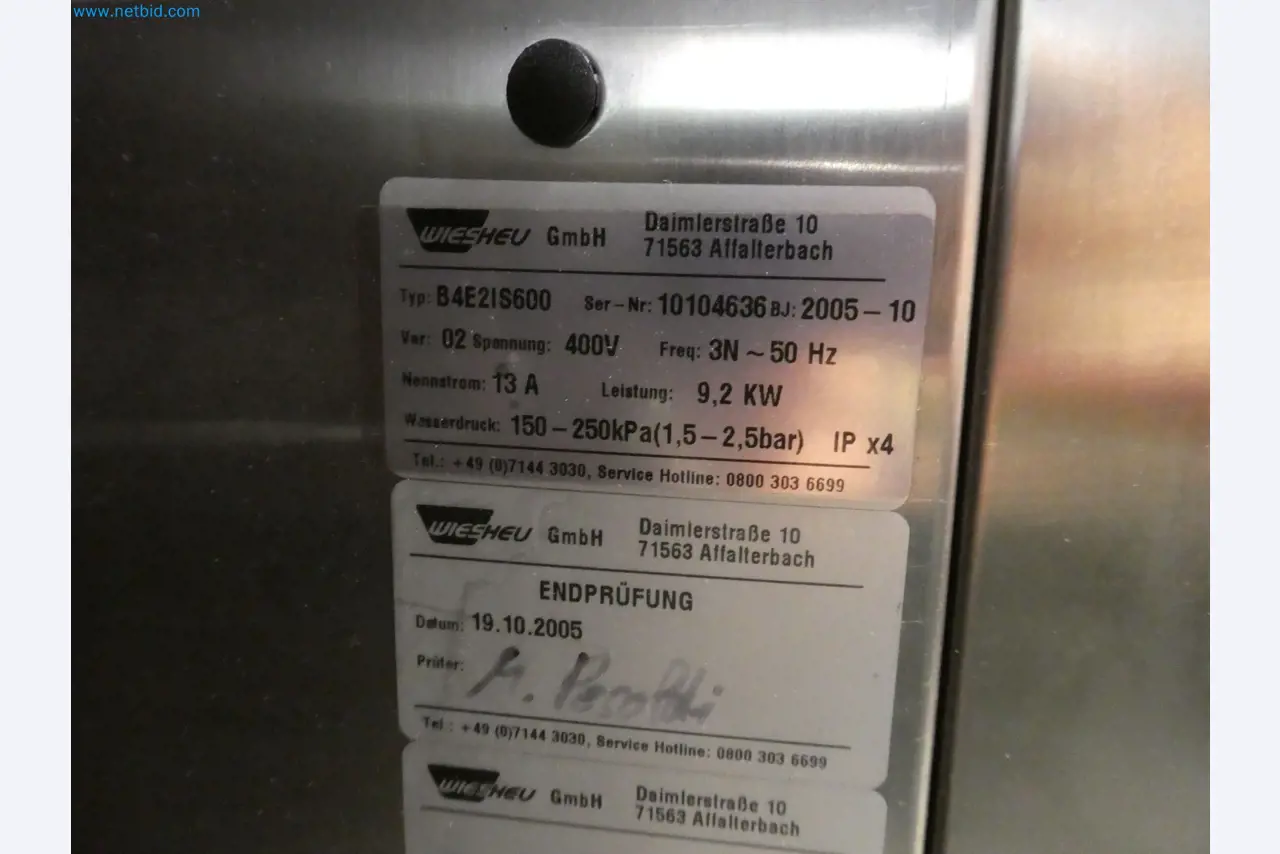 www.netbid.com
WIESHEU GmbH Daimlerstraße 10
71563 Affalterbach
Typ: B4E2IS600 Ser-Nr: 10104636 BJ: 2005-10
Var: 02 Spannung: 400V Freq: 3N ~ 50 Hz
Nennstrom: 13 A Leistung: 9,2 KW
Wasserdruck: 150-250kPa(1,5-2,5bar) IP x4
Tel.: +49 (0)7144 3030, Service Hotline: 0800 303 6699
WIESHEU GmbH Daimlerstraße 10
71563 Affalterbach
ENDPRÜFUNG
Datum: 19.10.2005
Prüfer:
Tel : +49 (0)7144 3030, Service Hotline: 0800 303 6699
WIESHEU GmbH Daimlerstraße 10
71563 Affalterbach